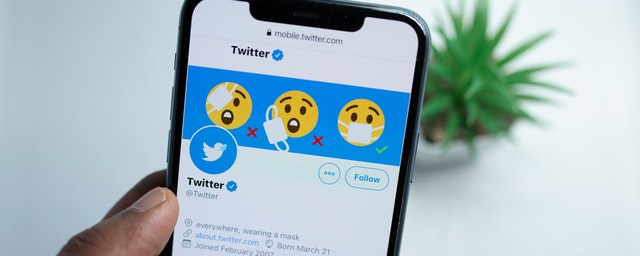 mobile.twitter.com
Twitter
Follow
Twitter
@Twitter
everywhere, wearing a mask
about.twitter.com Born March 21
Joined February 2007